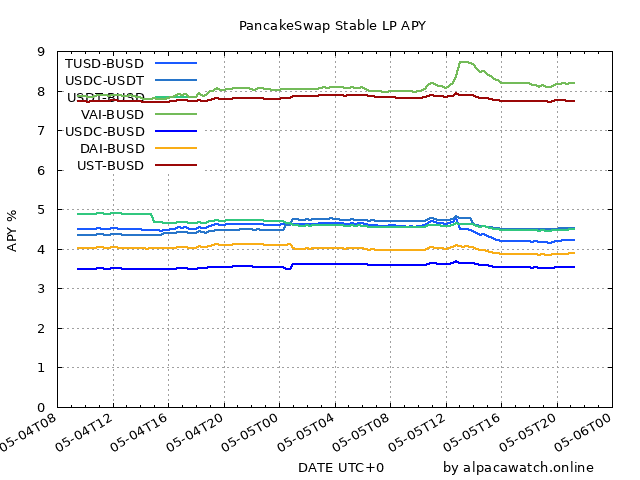 PancakeSwap Stable LP APY
APY %
9
8
7
6
5
4
3
2
1
0
TUSD-BUSD
USDC-USDT
USDT-BUSD
VAI-BUSD
USDC-BUSD
DAI-BUSD
UST-BUSD
05-04T08
05-04T12
05-04T16
05-04T20
05-05T00
05-05T04
05-05T08
05-05T12
05-05T16
05-05T20
05-06T00
DATE UTC+0
by alpacawatch.online